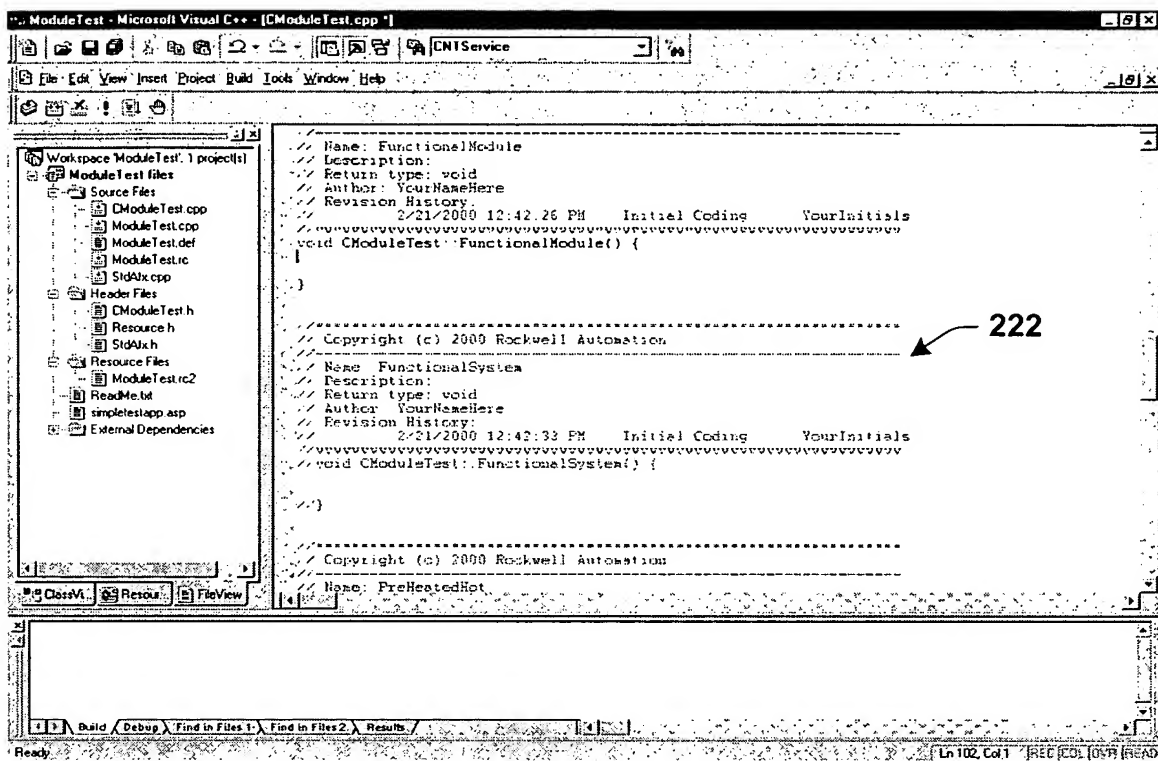 ModuleTest - Microsoft Visual C++ - [CModuleTest.cpp *]
CNTService
File Edit View Insert Project Build Tools Window Help
Workspace 'ModuleTest': 1 project(s)
ModuleTest files
Source Files
CModuleTest.cpp
ModuleTest.cpp
ModuleTest.def
ModuleTest.rc
StdAfx.cpp
Header Files
CModuleTest.h
Resource.h
StdAfx.h
Resource Files
ModuleTest.rc2
ReadMe.txt
simpletestapp.asp
External Dependencies
ClassVi... Resour... FileView
// Name: FunctionalModule
// Description:
// Return type: void
// Author: YourNameHere
// Revision History:
// 2/21/2000 12:42:26 PM Initial Coding YourInitials
void CModuleTest::FunctionalModule() {
}
// Copyright (c) 2000 Rockwell Automation
// Name: FunctionalSystem
// Description:
// Return type: void
// Author: YourNameHere
// Revision History:
// 2/21/2000 12:42:33 PM Initial Coding YourInitials
//void CModuleTest::FunctionalSystem() {
//}
// Copyright (c) 2000 Rockwell Automation
// Name: PreHeatedHot
222
Build Debug Find in Files 1 Find in Files 2 Results
Ready
Ln 102, Col 1 REC COL OVR READ